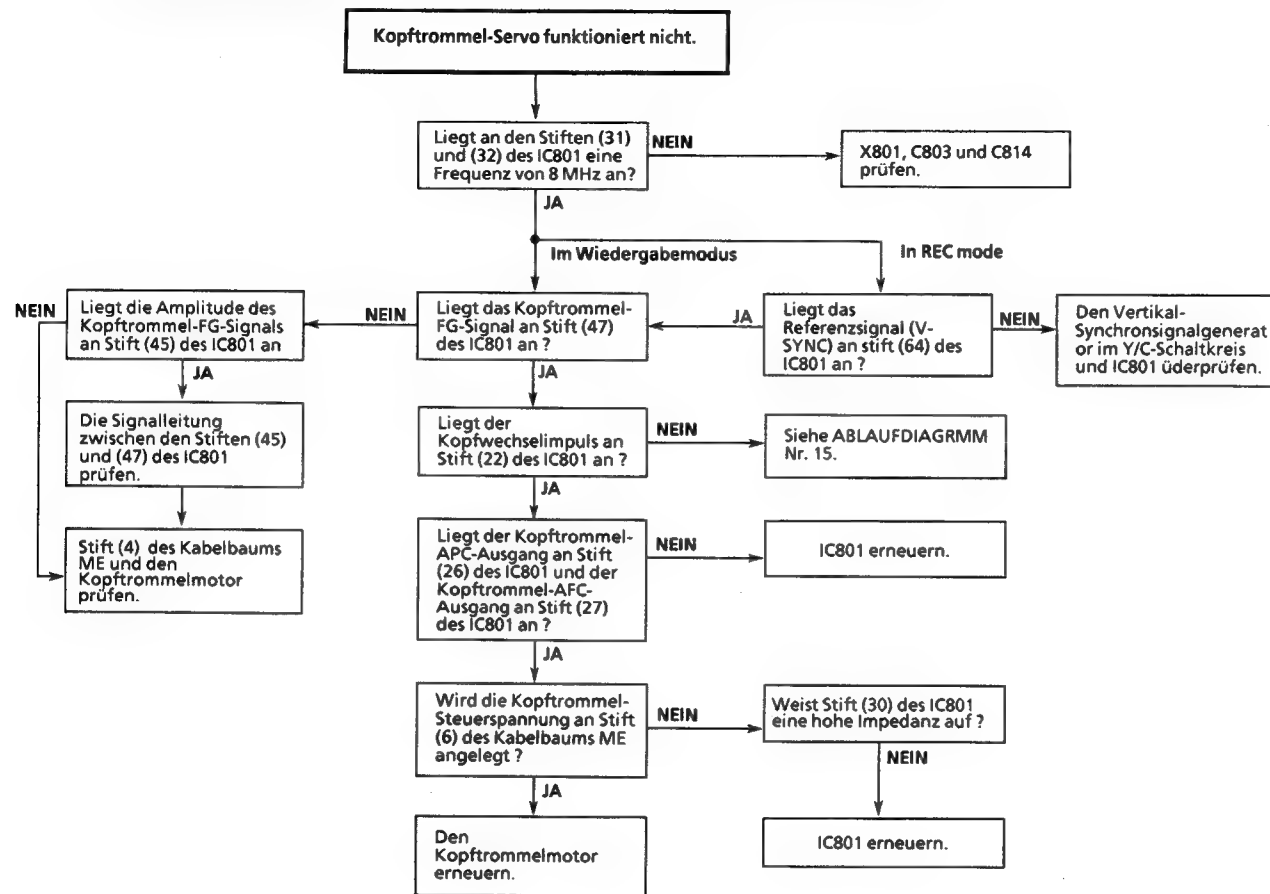 Kopftrommel-Servo funktioniert nicht.
Liegt an den Stiften (31)
und (32) des IC801 eine
Frequenz von 8 MHz an?
NEIN
X801, C803 und C814
prüfen.
JA
Im Wiedergabemodus
In REC mode
NEIN
Liegt die Amplitude des
Kopftrommel-FG-Signals
an Stift (45) des IC801 an
NEIN
Liegt das Kopftrommel-
FG-Signal an Stift (47)
des IC801 an ?
JA
Liegt das
Referenzsignal (V-
SYNC) an stift (64) des
IC801 an ?
NEIN
Den Vertikal-
Synchronsignalgenerat
or im Y/C-Schaltkreis
und IC801 üderprüfen.
JA
JA
Die Signalleitung
zwischen den Stiften (45)
und (47) des IC801
prüfen.
Liegt der
Kopfwechselimpuls an
Stift (22) des IC801 an ?
NEIN
Siehe ABLAUFDIAGRMM
Nr. 15.
JA
Stift (4) des Kabelbaums
ME und den
Kopftrommelmotor
prüfen.
Liegt der Kopftrommel-
APC-Ausgang an Stift
(26) des IC801 und der
Kopftrommel-AFC-
Ausgang an Stift (27)
des IC801 an ?
NEIN
IC801 erneuern.
JA
Wird die Kopftrommel-
Steuerspannung an Stift
(6) des Kabelbaums ME
angelegt ?
NEIN
Weist Stift (30) des IC801
eine hohe Impedanz auf ?
NEIN
JA
Den
Kopftrommelmotor
erneuern.
IC801 erneuern.